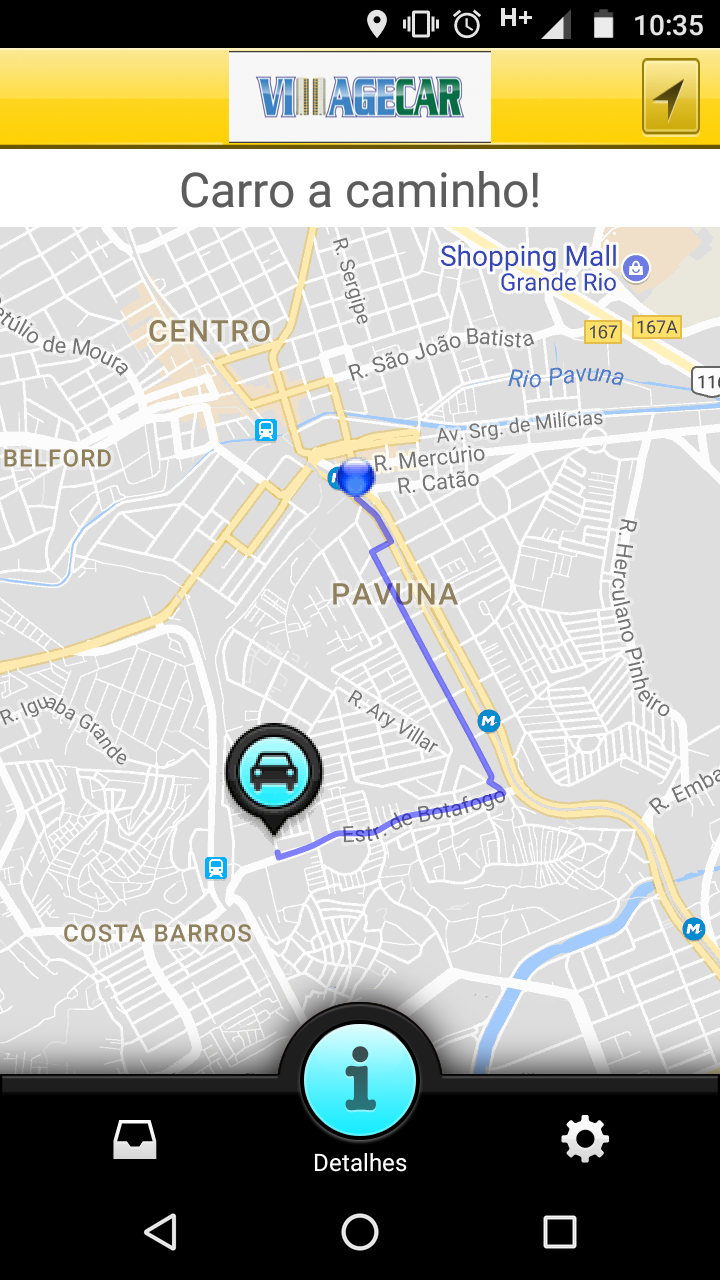 H+ 10:35
VILLAGECAR
Carro a caminho!
R. Sergipe
Shopping Mall
Grande Rio
CENTRO
167
167A
etúlio de Moura
R. São João Batista
Rio Pavuna
116
Av. Srg. de Milícias
BELFORD
R. Mercúrio
R. Catão
R. Herculano Pinheiro
PAVUNA
R. Iguaba Grande
R. Ary Villar
M
R. Emba
Estr. de Botafogo
COSTA BARROS
M
i
Detalhes